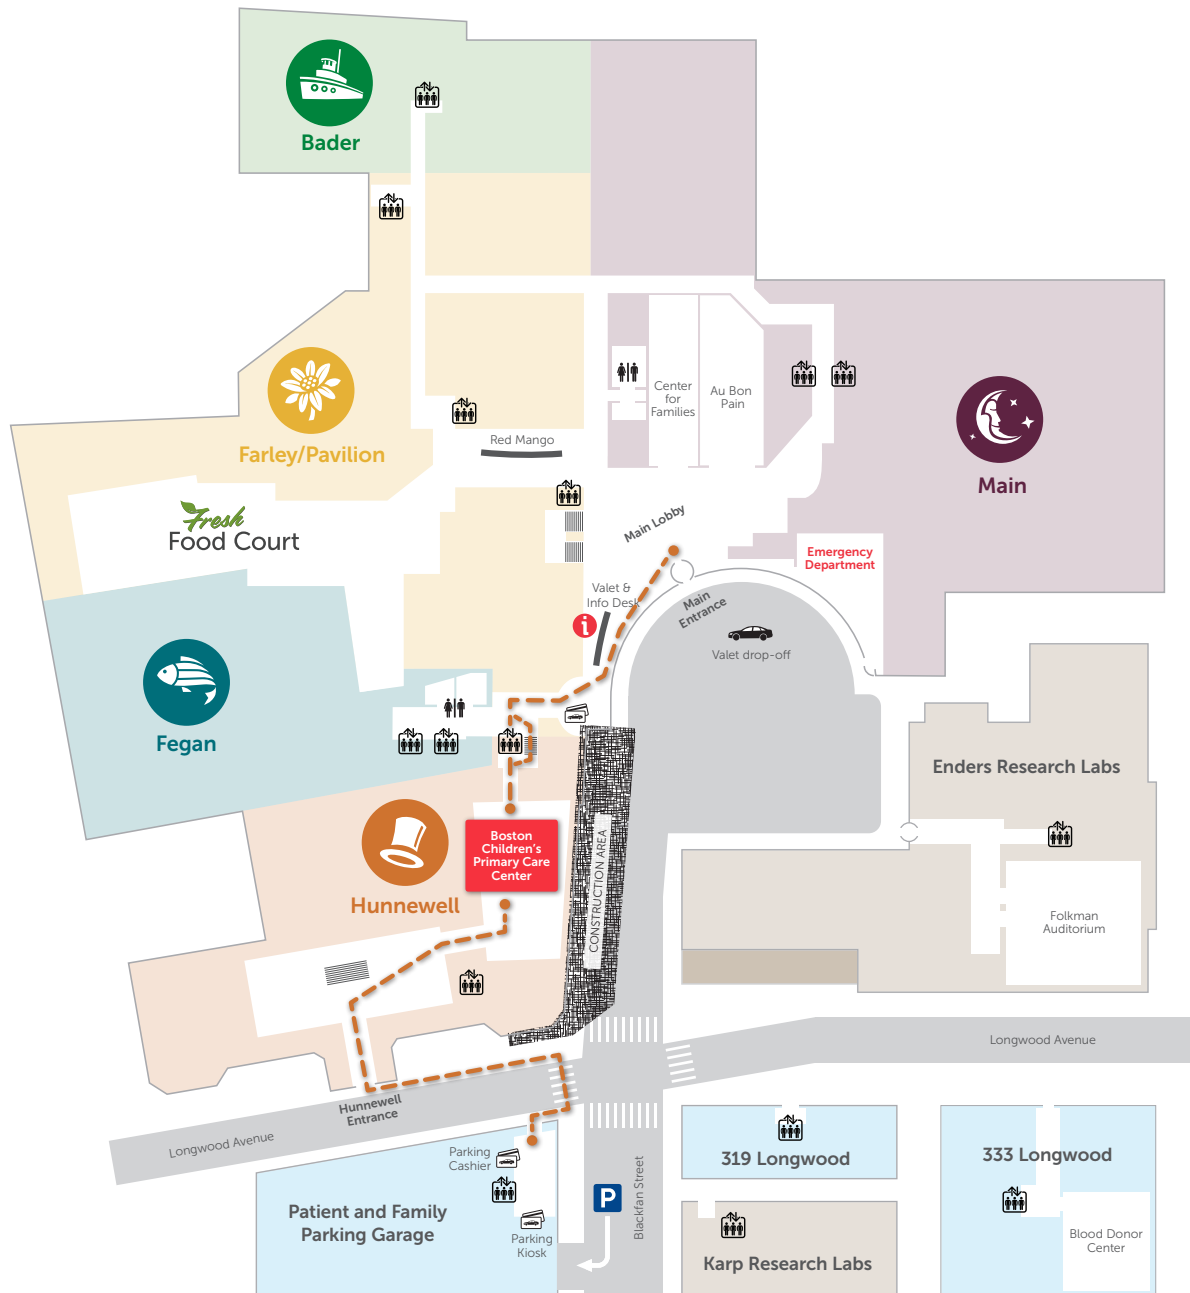 Bader
Farley/Pavilion
Red Mango
Center
for
Families
Au Bon
Pain
Main
Fresh
Food Court
Main Lobby
Emergency
Department
Valet &
Info Desk
i
Main
Entrance
Valet drop-off
Fegan
Enders Research Labs
Boston
Children's
Primary Care
Center
Hunnewell
CONSTRUCTION AREA
Folkman
Auditorium
Longwood Avenue
Hunnewell
Entrance
Longwood Avenue
Parking
Cashier
Patient and Family
Parking Garage
Parking
Kiosk
P
Blackfan Street
319 Longwood
333 Longwood
Karp Research Labs
Blood Donor
Center